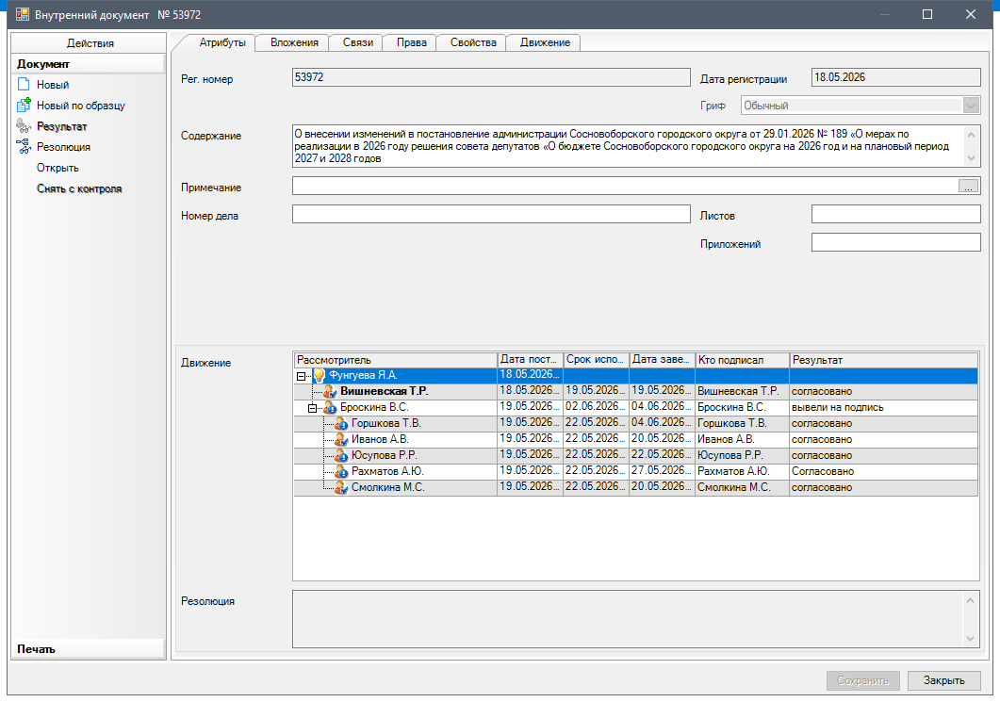 Внутренний документ № 53972
Действия
Документ
Новый
Новый по образцу
Результат
Резолюция
Открыть
Снять с контроля
Печать
Атрибуты Вложения Связи Права Свойства Движение
Рег. номер 53972 Дата регистрации 18.05.2026
Гриф Обычный
Содержание О внесении изменений в постановление администрации Сосновоборского городского округа от 29.01.2026 № 189 «О мерах по
реализации в 2026 году решения совета депутатов «О бюджете Сосновоборского городского округа на 2026 год и на плановый период
2027 и 2028 годов
Примечание ...
Номер дела Листов
Приложений
Движение
Рассмотритель Дата пост... Срок испо... Дата заве... Кто подписал Результат
Фунгуева Я.А. 18.05.2026...
Вишневская Т.Р. 18.05.2026... 19.05.2026... 19.05.2026... Вишневская Т.Р. согласовано
Броскина В.С. 19.05.2026... 02.06.2026... 04.06.2026... Броскина В.С. вывели на подпись
Горшкова Т.В. 19.05.2026... 22.05.2026... 04.06.2026... Горшкова Т.В. согласовано
Иванов А.В. 19.05.2026... 22.05.2026... 20.05.2026... Иванов А.В. согласовано
Юсупова Р.Р. 19.05.2026... 22.05.2026... 22.05.2026... Юсупова Р.Р. согласовано
Рахматов А.Ю. 19.05.2026... 22.05.2026... 27.05.2026... Рахматов А.Ю. Согласовано
Смолкина М.С. 19.05.2026... 22.05.2026... 20.05.2026... Смолкина М.С. согласовано
Резолюция
Сохранить Закрыть